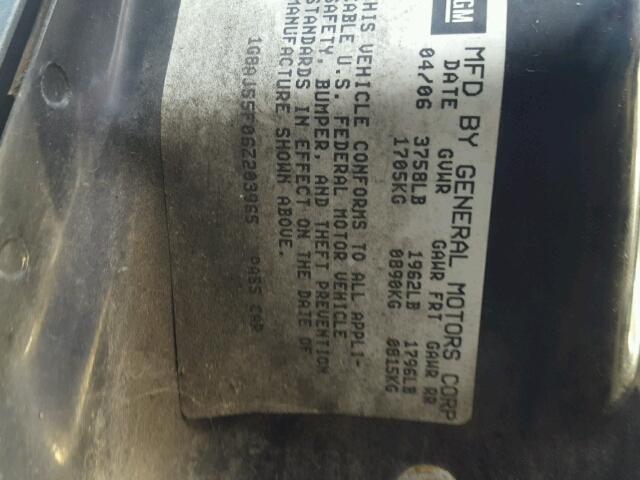 GM
MFD BY GENERAL MOTORS CORP
DATE GVWR GAWR FRT GAWR RR
04/06 3758LB 1962LB 1796LB
1705KG 0890KG 0815KG
THIS VEHICLE CONFORMS TO ALL APPLI-
CABLE U.S. FEDERAL MOTOR VEHICLE
SAFETY, BUMPER, AND THEFT PREVENTION
STANDARDS IN EFFECT ON THE DATE OF
MANUFACTURE SHOWN ABOVE.
1G8AJ55F06Z203965 PASS CAR